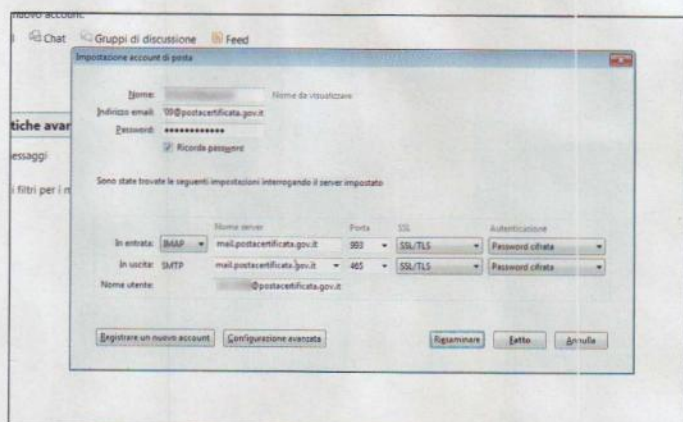 nuovo account:
Chat Gruppi di discussione Feed
Impostazione account di posta
Nome: Nome da visualizzare
Indirizzo email: 09@postacertificata.gov.it
tiche avar
Password: ••••••••••••
essaggi
Ricorda password
i filtri per i m
Sono state trovate le seguenti impostazioni interrogando il server impostato
Nome server Porta SSL Autenticazione
In entrata: IMAP mail.postacertificata.gov.it 993 SSL/TLS Password cifrata
In uscita: SMTP mail.postacertificata.gov.it 465 SSL/TLS Password cifrata
Nome utente: @postacertificata.gov.it
Registrare un nuovo account Configurazione avanzata Riesaminare Fatto Annulla